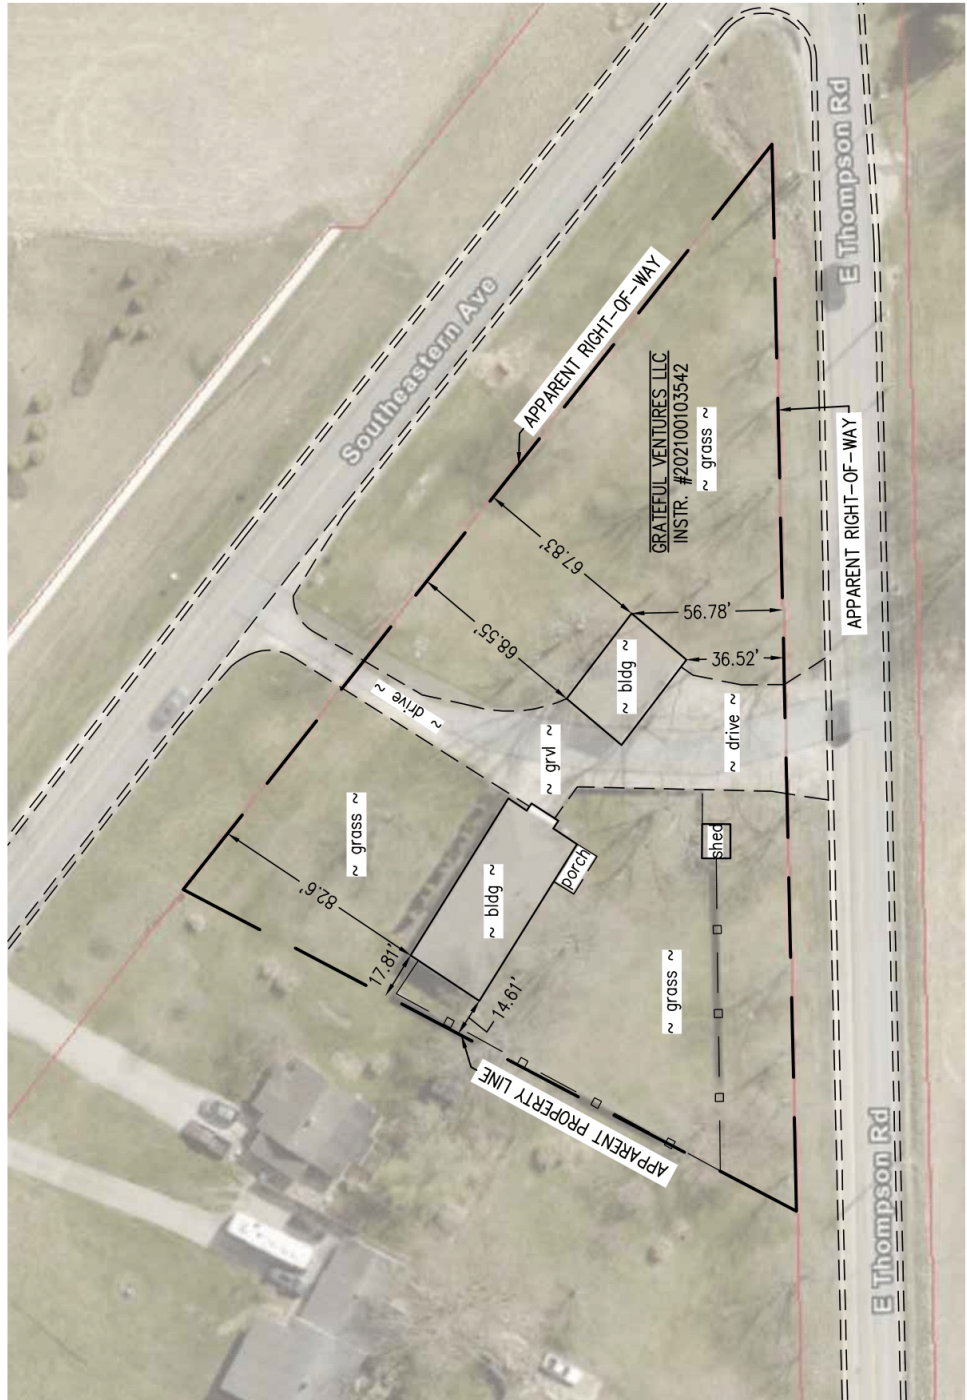 E Thompson Rd
Southeastern Ave
APPARENT RIGHT-OF-WAY
GRATEFUL VENTURES LLC
INSTR. #202100103542
~ grass ~
APPARENT RIGHT-OF-WAY
67.83'
68.55'
56.78'
36.52'
~ bldg ~
~ drive ~
~ grvl ~
~ drive ~
~ grass ~
82.6'
17.81'
14.61'
~ bldg ~
porch
shed
~ grass ~
APPARENT PROPERTY LINE
E Thompson Rd